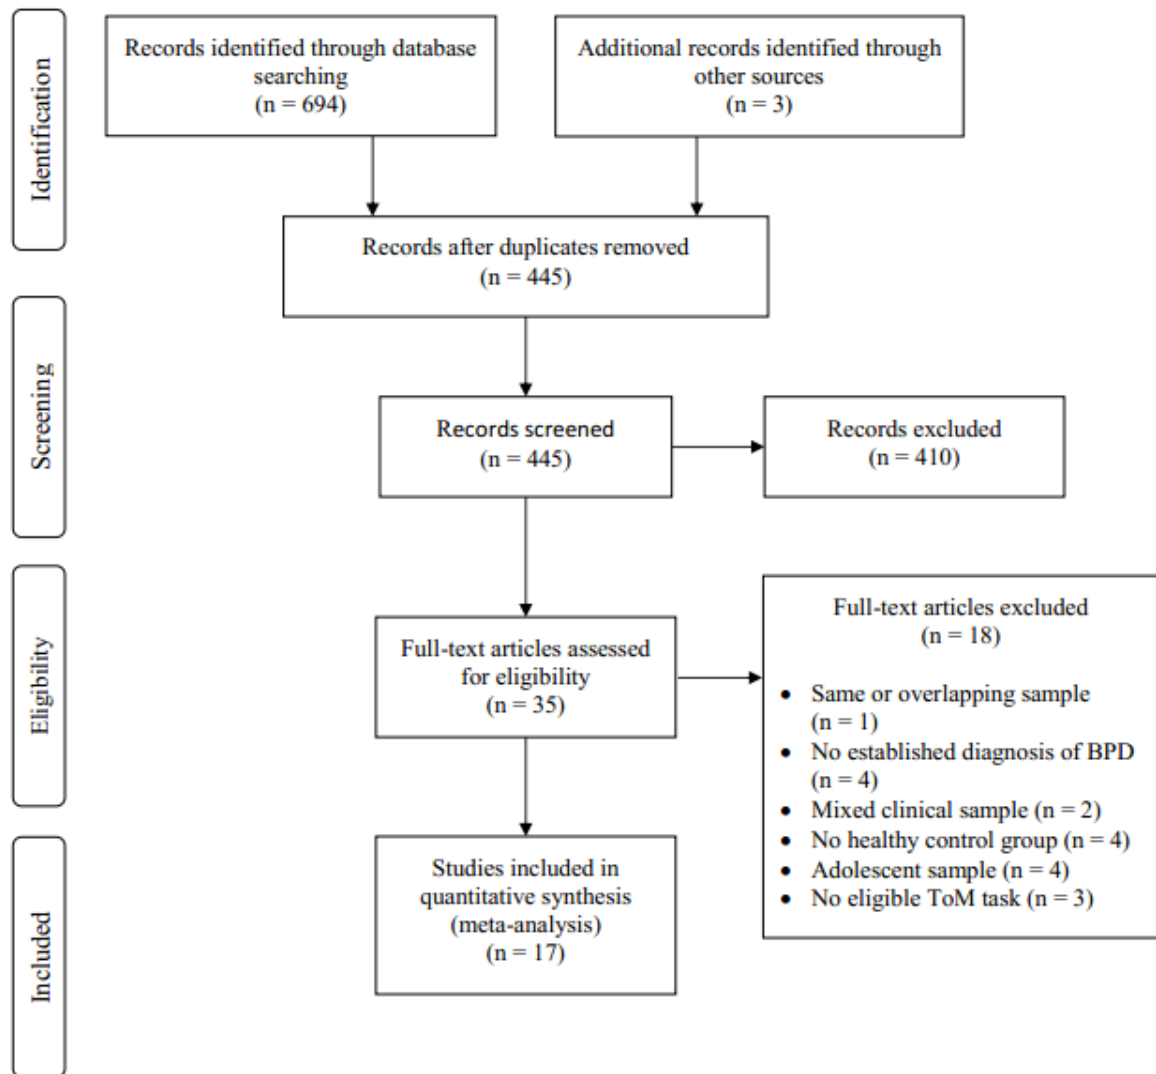 Identification
Records identified through database
searching
(n = 694)
Additional records identified through
other sources
(n = 3)
Records after duplicates removed
(n = 445)
Screening
Records screened
(n = 445)
Records excluded
(n = 410)
Eligibility
Full-text articles assessed
for eligibility
(n = 35)
Full-text articles excluded
(n = 18)
• Same or overlapping sample
(n = 1)
• No established diagnosis of BPD
(n = 4)
• Mixed clinical sample (n = 2)
• No healthy control group (n = 4)
• Adolescent sample (n = 4)
• No eligible ToM task (n = 3)
Included
Studies included in
quantitative synthesis
(meta-analysis)
(n = 17)